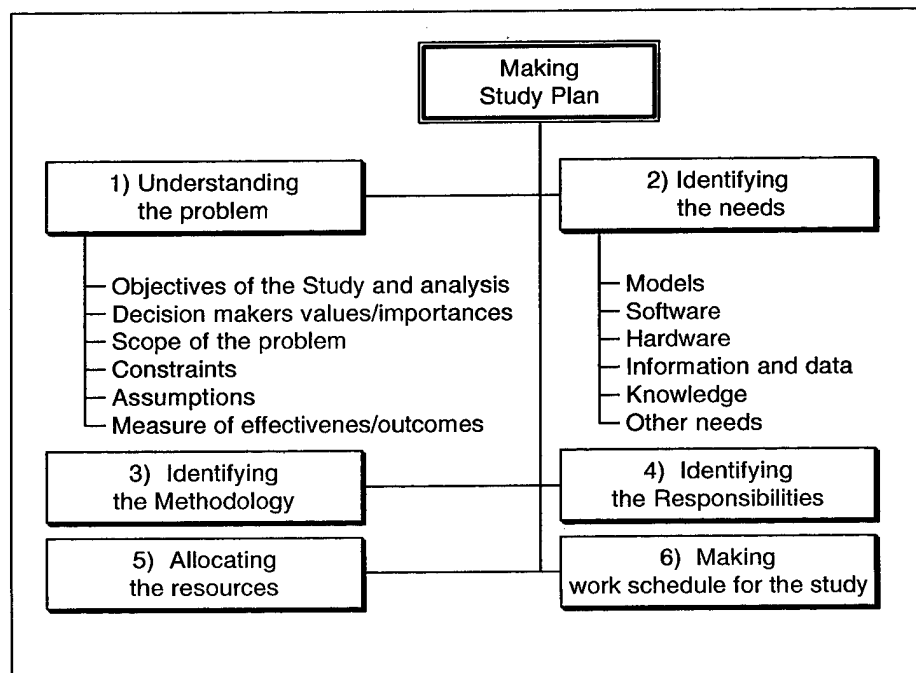 Making
Study Plan
1) Understanding
the problem
Objectives of the Study and analysis
Decision makers values/importances
Scope of the problem
Constraints
Assumptions
Measure of effectivenes/outcomes
2) Identifying
the needs
Models
Software
Hardware
Information and data
Knowledge
Other needs
3) Identifying
the Methodology
4) Identifying
the Responsibilities
5) Allocating
the resources
6) Making
work schedule for the study